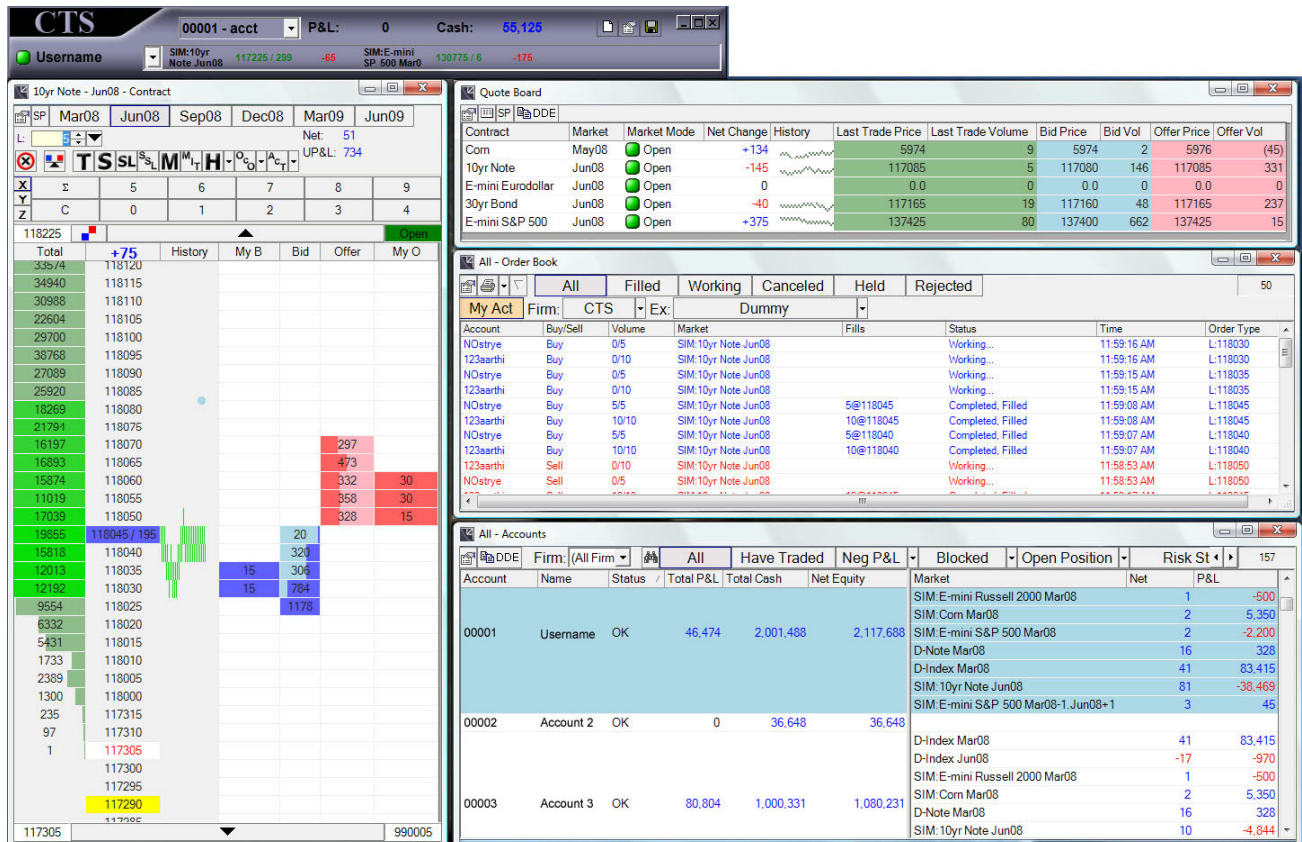 CTS 00001 - acct P&L: 0 Cash: 55,125
Username SIM:10yr Note Jun08 117225 / 299 -65 SIM:E-mini SP 500 Mar0 130775 / 6 -175
10yr Note - Jun08 - Contract
SP Mar08 Jun08 Sep08 Dec08 Mar09 Jun09
L: 5 Net: 51
UP&L: 734
T S SL SSL M MIT H OCO ACT
X Σ 5 6 7 8 9
Y
Z C 0 1 2 3 4
118225 Open
Total +75 History My B Bid Offer My O
33574 118120
34940 118115
30988 118110
22604 118105
29700 118100
38768 118095
27089 118090
25920 118085
18269 118080
21794 118075
16197 118070 297
16893 118065 473
15874 118060 332 30
11019 118055 358 30
17039 118050 328 15
19855 118045 / 195 20
15818 118040 320
12013 118035 15 306
12192 118030 15 784
9554 118025 1178
6332 118020
5431 118015
1733 118010
2389 118005
1300 118000
235 117315
97 117310
1 117305
117300
117295
117290
117285
117305 990005
Quote Board
SP DDE
Contract Market Market Mode Net Change History Last Trade Price Last Trade Volume Bid Price Bid Vol Offer Price Offer Vol
Corn May08 Open +134 5974 9 5974 2 5976 (45)
10yr Note Jun08 Open -145 117085 5 117080 146 117085 331
E-mini Eurodollar Jun08 Open 0 0.0 0 0.0 0 0.0 0
30yr Bond Jun08 Open -40 117165 19 117160 48 117165 237
E-mini S&P 500 Jun08 Open +375 137425 80 137400 662 137425 15
All - Order Book
All Filled Working Canceled Held Rejected 50
My Act Firm: CTS Ex: Dummy
Account Buy/Sell Volume Market Fills Status Time Order Type
NOstrye Buy 0/5 SIM:10yr Note Jun08 Working... 11:59:16 AM L:118030
123aarthi Buy 0/10 SIM:10yr Note Jun08 Working... 11:59:16 AM L:118030
NOstrye Buy 0/5 SIM:10yr Note Jun08 Working... 11:59:15 AM L:118035
123aarthi Buy 0/10 SIM:10yr Note Jun08 Working... 11:59:15 AM L:118035
NOstrye Buy 5/5 SIM:10yr Note Jun08 5@118045 Completed, Filled 11:59:08 AM L:118045
123aarthi Buy 10/10 SIM:10yr Note Jun08 10@118045 Completed, Filled 11:59:08 AM L:118045
NOstrye Buy 5/5 SIM:10yr Note Jun08 5@118040 Completed, Filled 11:59:07 AM L:118040
123aarthi Buy 10/10 SIM:10yr Note Jun08 10@118040 Completed, Filled 11:59:07 AM L:118040
123aarthi Sell 0/10 SIM:10yr Note Jun08 Working... 11:58:53 AM L:118050
NOstrye Sell 0/5 SIM:10yr Note Jun08 Working... 11:58:53 AM L:118050
All - Accounts
DDE Firm: (All Firm All Have Traded Neg P&L Blocked Open Position Risk St 157
Account Name Status Total P&L Total Cash Net Equity Market Net P&L
SIM:E-mini Russell 2000 Mar08 1 -500
SIM:Corn Mar08 2 5,350
00001 Username OK 46,474 2,001,488 2,117,688 SIM:E-mini S&P 500 Mar08 2 -2,200
D-Note Mar08 16 328
D-Index Mar08 41 83,415
SIM:10yr Note Jun08 81 -38,469
SIM:E-mini S&P 500 Mar08-1.Jun08+1 3 45
00002 Account 2 OK 0 36,648 36,648
D-Index Mar08 41 83,415
D-Index Jun08 -17 -970
SIM:E-mini Russell 2000 Mar08 1 -500
SIM:Corn Mar08 2 5,350
00003 Account 3 OK 80,804 1,000,331 1,080,231
D-Note Mar08 16 328
SIM:10yr Note Jun08 10 -4,844